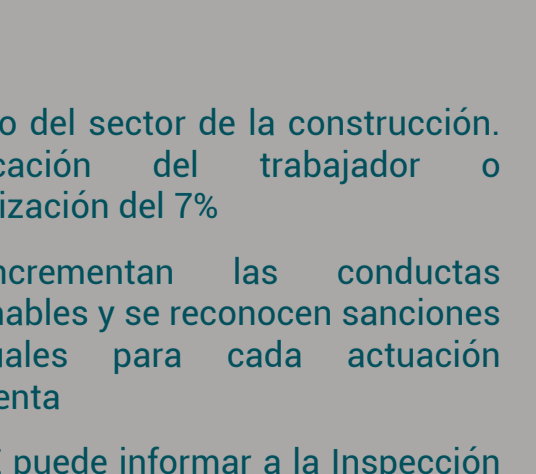 o del sector de la construcción.
cación del trabajador o
ización del 7%
ncrementan las conductas
nables y se reconocen sanciones
uales para cada actuación
enta
puede informar a la Inspección